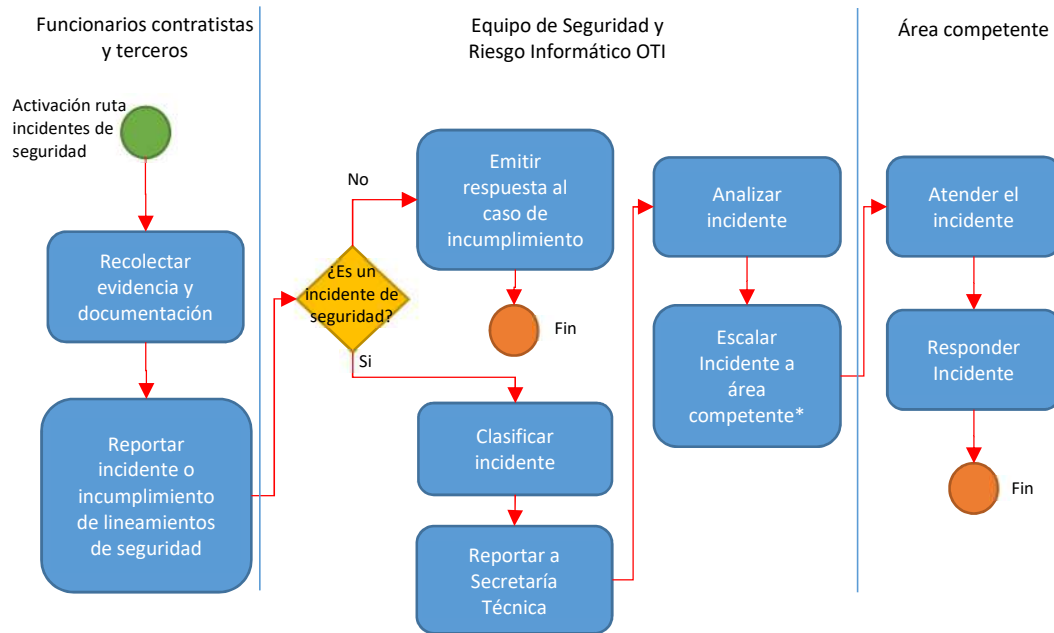 Funcionarios contratistas
y terceros
Equipo de Seguridad y
Riesgo Informático OTI
Área competente
Activación ruta
incidentes de
seguridad
Recolectar
evidencia y
documentación
Reportar
incidente o
incumplimiento
de lineamientos
de seguridad
¿Es un
incidente de
seguridad?
No
Emitir
respuesta al
caso de
incumplimiento
Fin
Si
Clasificar
incidente
Reportar a
Secretaría
Técnica
Analizar
incidente
Escalar
Incidente a
área
competente*
Atender el
incidente
Responder
Incidente
Fin